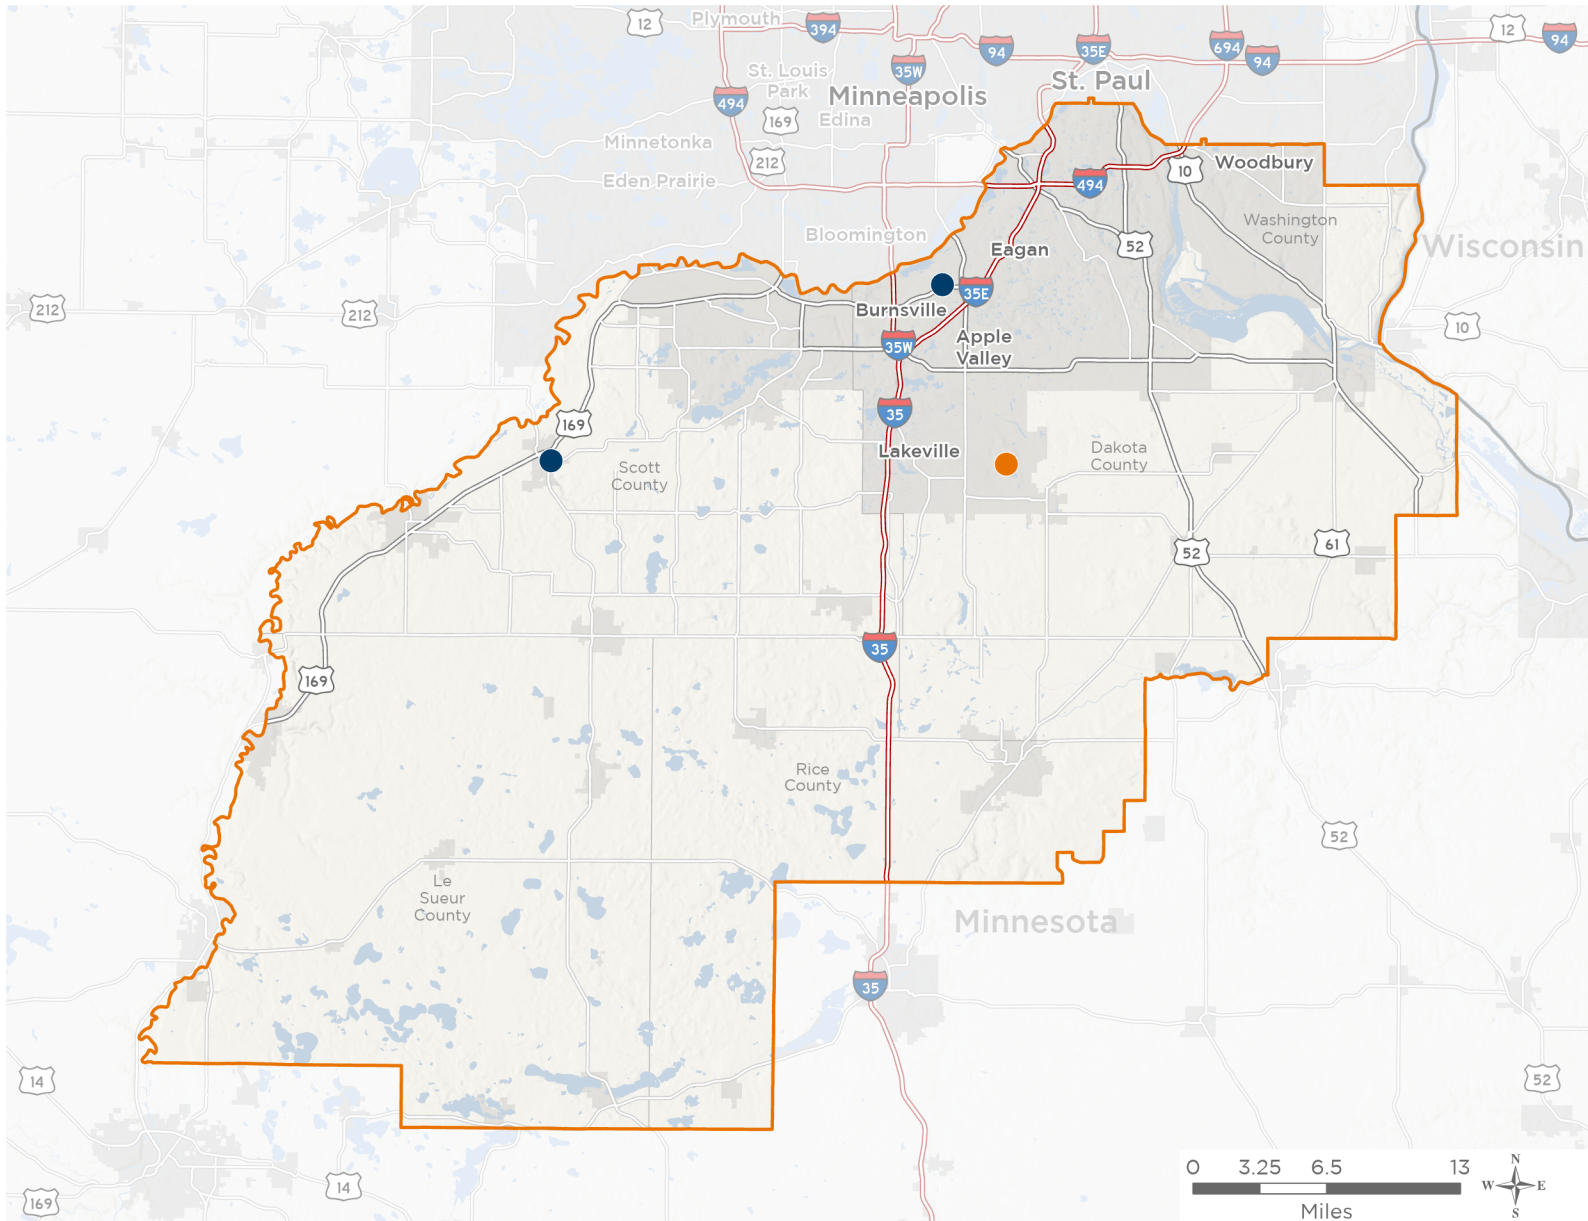 12
Plymouth
394
94
35E
694
94
12
94
St. Louis
Park
35W
St. Paul
494
Minneapolis
169
Edina
Minnetonka
212
Eden Prairie
10
Woodbury
494
Washington
County
Bloomington
Eagan
52
Wisconsin
35E
212
212
Burnsville
10
35W
Apple
Valley
35
169
Lakeville
Dakota
County
Scott
County
52
61
35
169
Rice
County
52
Le
Sueur
County
Minnesota
35
14
52
14
169
0 3.25 6.5 13
Miles
N
W E
S